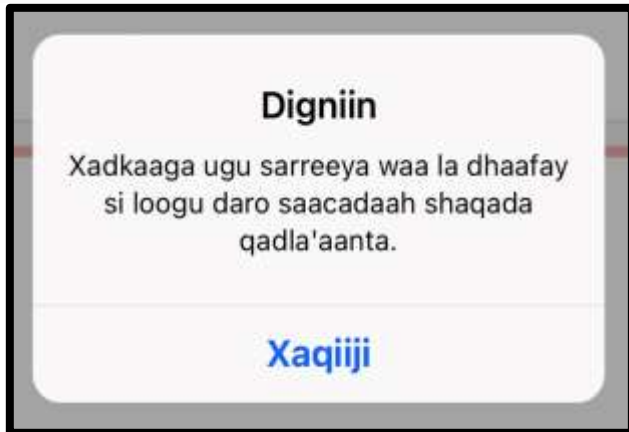 Digniin
Xadkaaga ugu sarreeya waa la dhaafay
si loogu daro saacadaah shaqada
qadla'aanta.
Xaqiiji